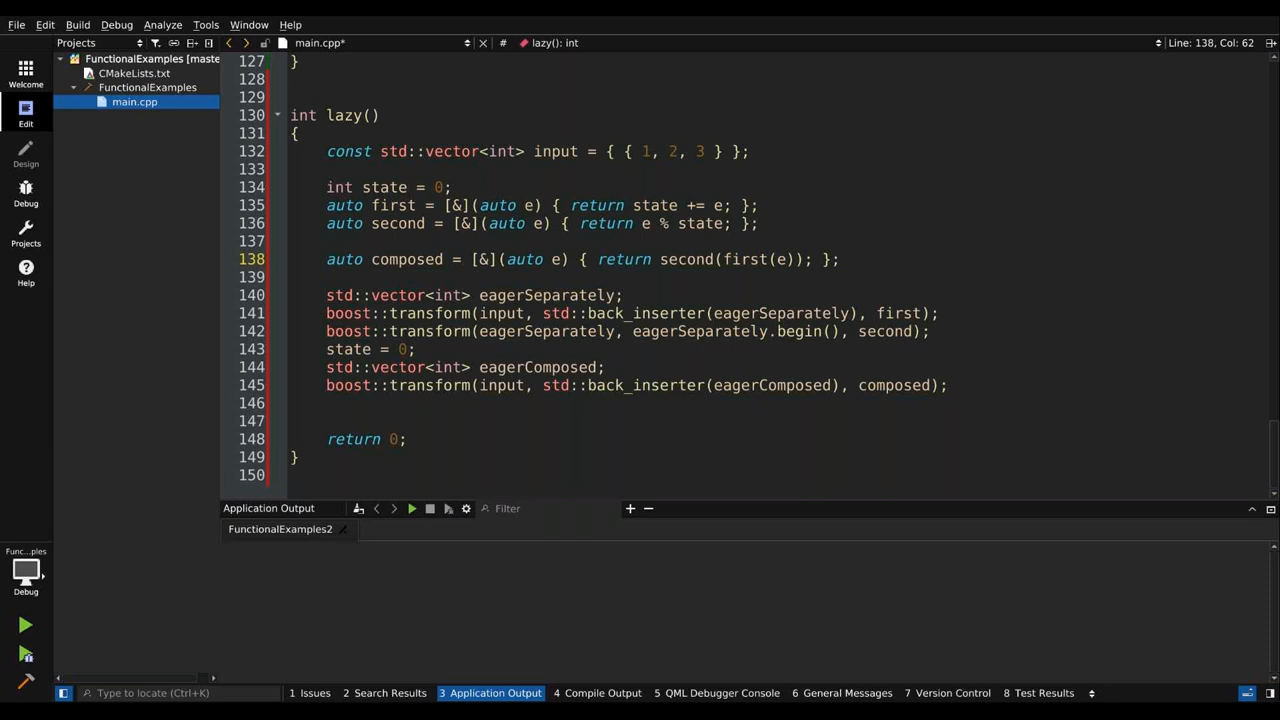 File Edit Build Debug Analyze Tools Window Help
Projects main.cpp* # lazy(): int Line: 138, Col: 62
FunctionalExamples [maste
CMakeLists.txt
FunctionalExamples
main.cpp
Welcome
Edit
Design
Debug
Projects
Help
127 }
128
129
130 int lazy()
131 {
132 const std::vector<int> input = { { 1, 2, 3 } };
133
134 int state = 0;
135 auto first = [&](auto e) { return state += e; };
136 auto second = [&](auto e) { return e % state; };
137
138 auto composed = [&](auto e) { return second(first(e)); };
139
140 std::vector<int> eagerSeparately;
141 boost::transform(input, std::back_inserter(eagerSeparately), first);
142 boost::transform(eagerSeparately, eagerSeparately.begin(), second);
143 state = 0;
144 std::vector<int> eagerComposed;
145 boost::transform(input, std::back_inserter(eagerComposed), composed);
146
147
148 return 0;
149 }
150
Application Output Filter
FunctionalExamples2
Func...ples
Debug
Type to locate (Ctrl+K) 1 Issues 2 Search Results 3 Application Output 4 Compile Output 5 QML Debugger Console 6 General Messages 7 Version Control 8 Test Results